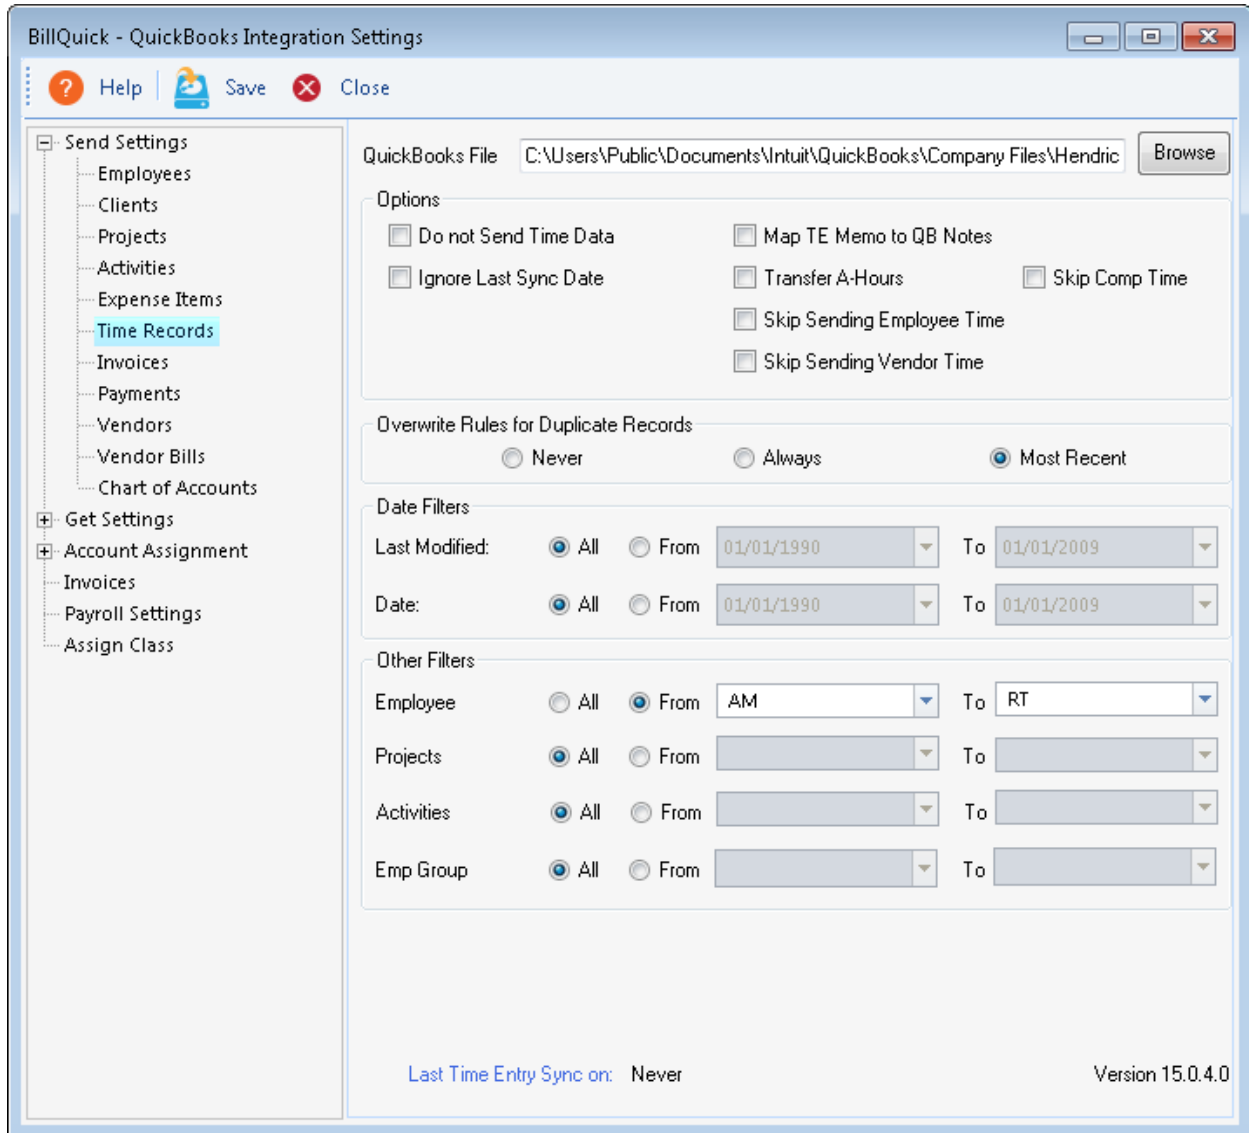 BillQuick - QuickBooks Integration Settings
? Help Save Close
Send Settings
Employees
Clients
Projects
Activities
Expense Items
Time Records
Invoices
Payments
Vendors
Vendor Bills
Chart of Accounts
Get Settings
Account Assignment
Invoices
Payroll Settings
Assign Class
QuickBooks File C:\Users\Public\Documents\Intuit\QuickBooks\Company Files\Hendric Browse
Options
Do not Send Time Data Map TE Memo to QB Notes
Ignore Last Sync Date Transfer A-Hours Skip Comp Time
Skip Sending Employee Time
Skip Sending Vendor Time
Overwrite Rules for Duplicate Records
Never Always Most Recent
Date Filters
Last Modified: All From 01/01/1990 To 01/01/2009
Date: All From 01/01/1990 To 01/01/2009
Other Filters
Employee All From AM To RT
Projects All From To
Activities All From To
Emp Group All From To
Last Time Entry Sync on: Never Version 15.0.4.0